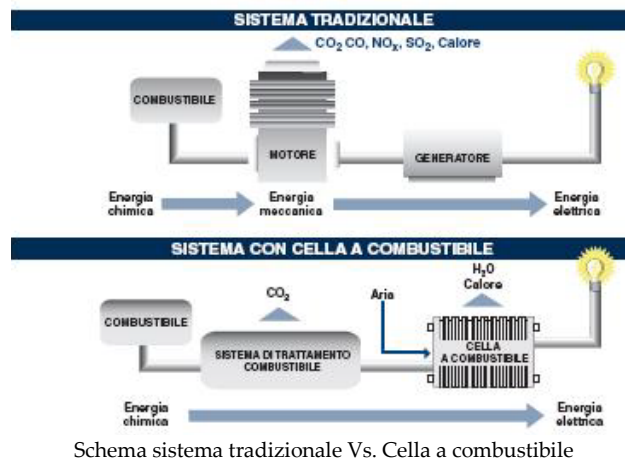 SISTEMA TRADIZIONALE
CO₂ CO, NOₓ, SO₂, Calore
COMBUSTIBILE
MOTORE
GENERATORE
Energia
chimica
Energia
meccanica
Energia
elettrica
SISTEMA CON CELLA A COMBUSTIBILE
H₂O
Calore
CO₂
Aria
COMBUSTIBILE
SISTEMA DI TRATTAMENTO
COMBUSTIBILE
CELLA
A COMBUSTIBILE
Energia
chimica
Energia
elettrica
Schema sistema tradizionale Vs. Cella a combustibile